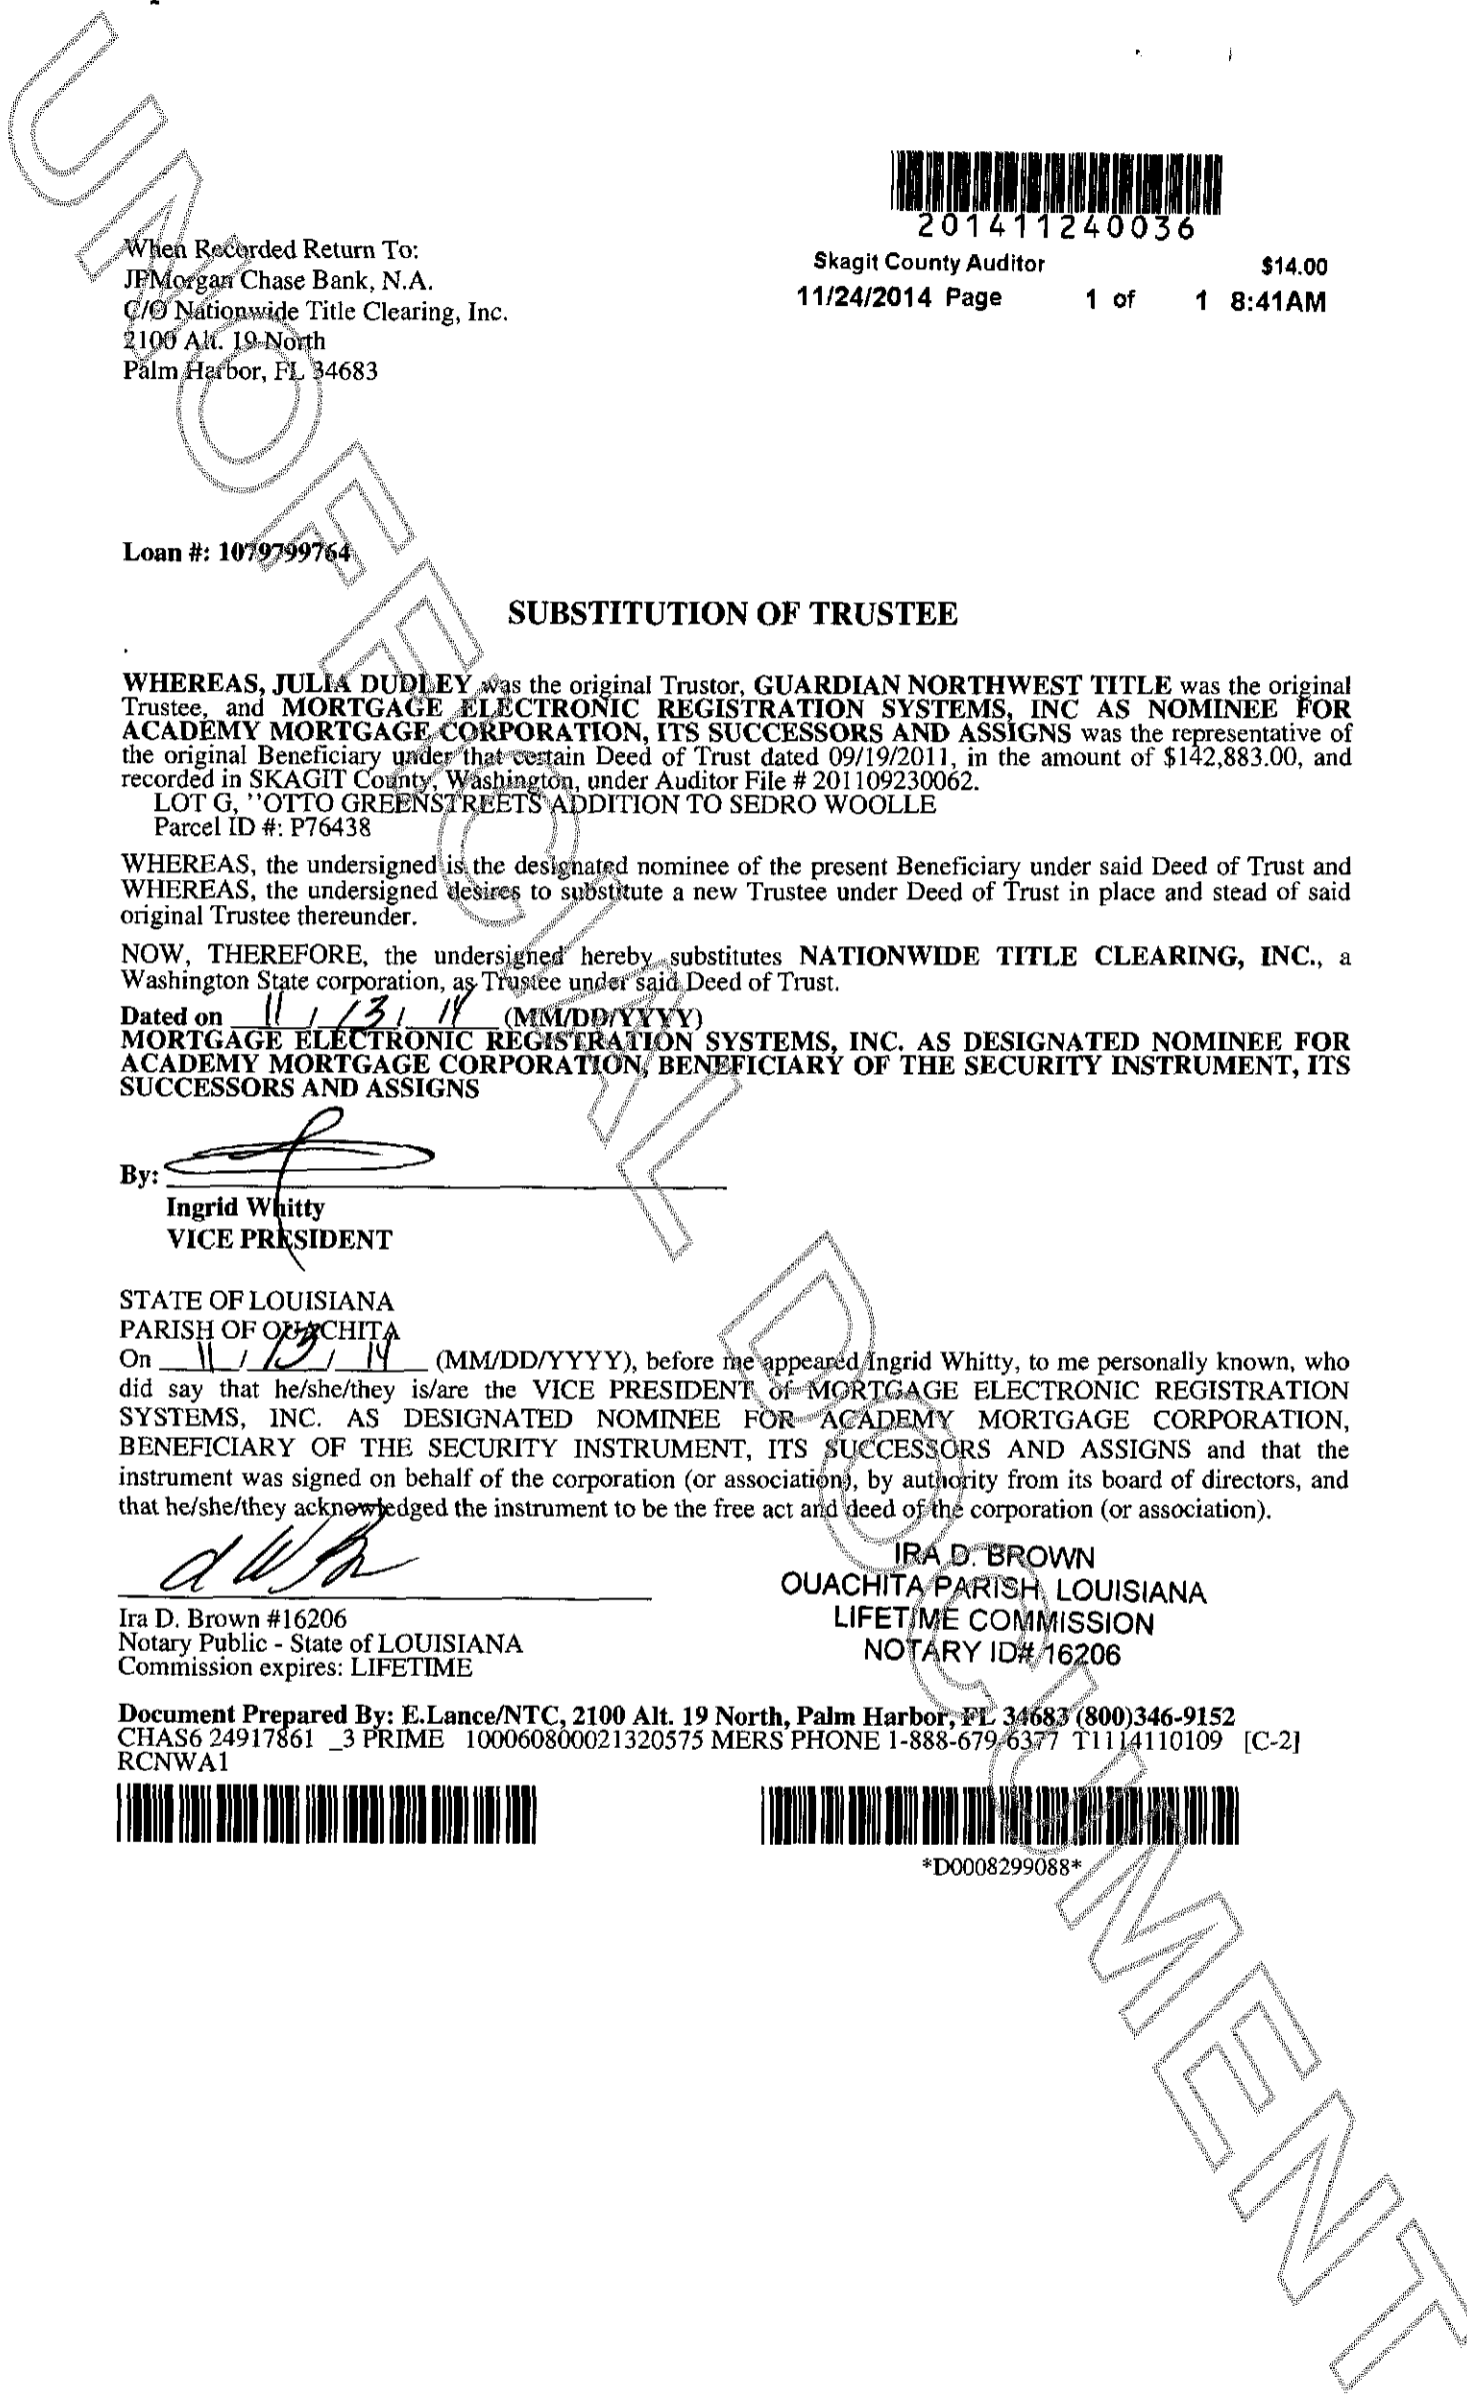 201411240036
Skagit County Auditor $14.00
11/24/2014 Page 1 of 1 8:41AM
When Recorded Return To:
JPMorgan Chase Bank, N.A.
C/O Nationwide Title Clearing, Inc.
2100 Alt. 19 North
Palm Harbor, FL 34683
Loan #: 1079799764
SUBSTITUTION OF TRUSTEE
WHEREAS, JULIA DUDLEY was the original Trustor, GUARDIAN NORTHWEST TITLE was the original
Trustee, and MORTGAGE ELECTRONIC REGISTRATION SYSTEMS, INC AS NOMINEE FOR
ACADEMY MORTGAGE CORPORATION, ITS SUCCESSORS AND ASSIGNS was the representative of
the original Beneficiary under that certain Deed of Trust dated 09/19/2011, in the amount of $142,883.00, and
recorded in SKAGIT County, Washington, under Auditor File # 201109230062.
LOT G, ''OTTO GREENSTREETS ADDITION TO SEDRO WOOLLE
Parcel ID #: P76438
WHEREAS, the undersigned is the designated nominee of the present Beneficiary under said Deed of Trust and
WHEREAS, the undersigned desires to substitute a new Trustee under Deed of Trust in place and stead of said
original Trustee thereunder.
NOW, THEREFORE, the undersigned hereby substitutes NATIONWIDE TITLE CLEARING, INC., a
Washington State corporation, as Trustee under said Deed of Trust.
Dated on 11 / 13 / 14 (MM/DD/YYYY)
MORTGAGE ELECTRONIC REGISTRATION SYSTEMS, INC. AS DESIGNATED NOMINEE FOR
ACADEMY MORTGAGE CORPORATION, BENEFICIARY OF THE SECURITY INSTRUMENT, ITS
SUCCESSORS AND ASSIGNS
By:
Ingrid Whitty
VICE PRESIDENT
STATE OF LOUISIANA
PARISH OF OUACHITA
On 11 / 13 / 14 (MM/DD/YYYY), before me appeared Ingrid Whitty, to me personally known, who
did say that he/she/they is/are the VICE PRESIDENT of MORTGAGE ELECTRONIC REGISTRATION
SYSTEMS, INC. AS DESIGNATED NOMINEE FOR ACADEMY MORTGAGE CORPORATION,
BENEFICIARY OF THE SECURITY INSTRUMENT, ITS SUCCESSORS AND ASSIGNS and that the
instrument was signed on behalf of the corporation (or association), by authority from its board of directors, and
that he/she/they acknowledged the instrument to be the free act and deed of the corporation (or association).
Ira D. Brown #16206
Notary Public - State of LOUISIANA
Commission expires: LIFETIME
IRA D. BROWN
OUACHITA PARISH, LOUISIANA
LIFETIME COMMISSION
NOTARY ID# 16206
Document Prepared By: E.Lance/NTC, 2100 Alt. 19 North, Palm Harbor, FL 34683 (800)346-9152
CHAS6 24917861 _3 PRIME 100060800021320575 MERS PHONE 1-888-679-6377 T1114110109 [C-2]
RCNWA1
*D0008299088*
UNOFFICIAL DOCUMENT